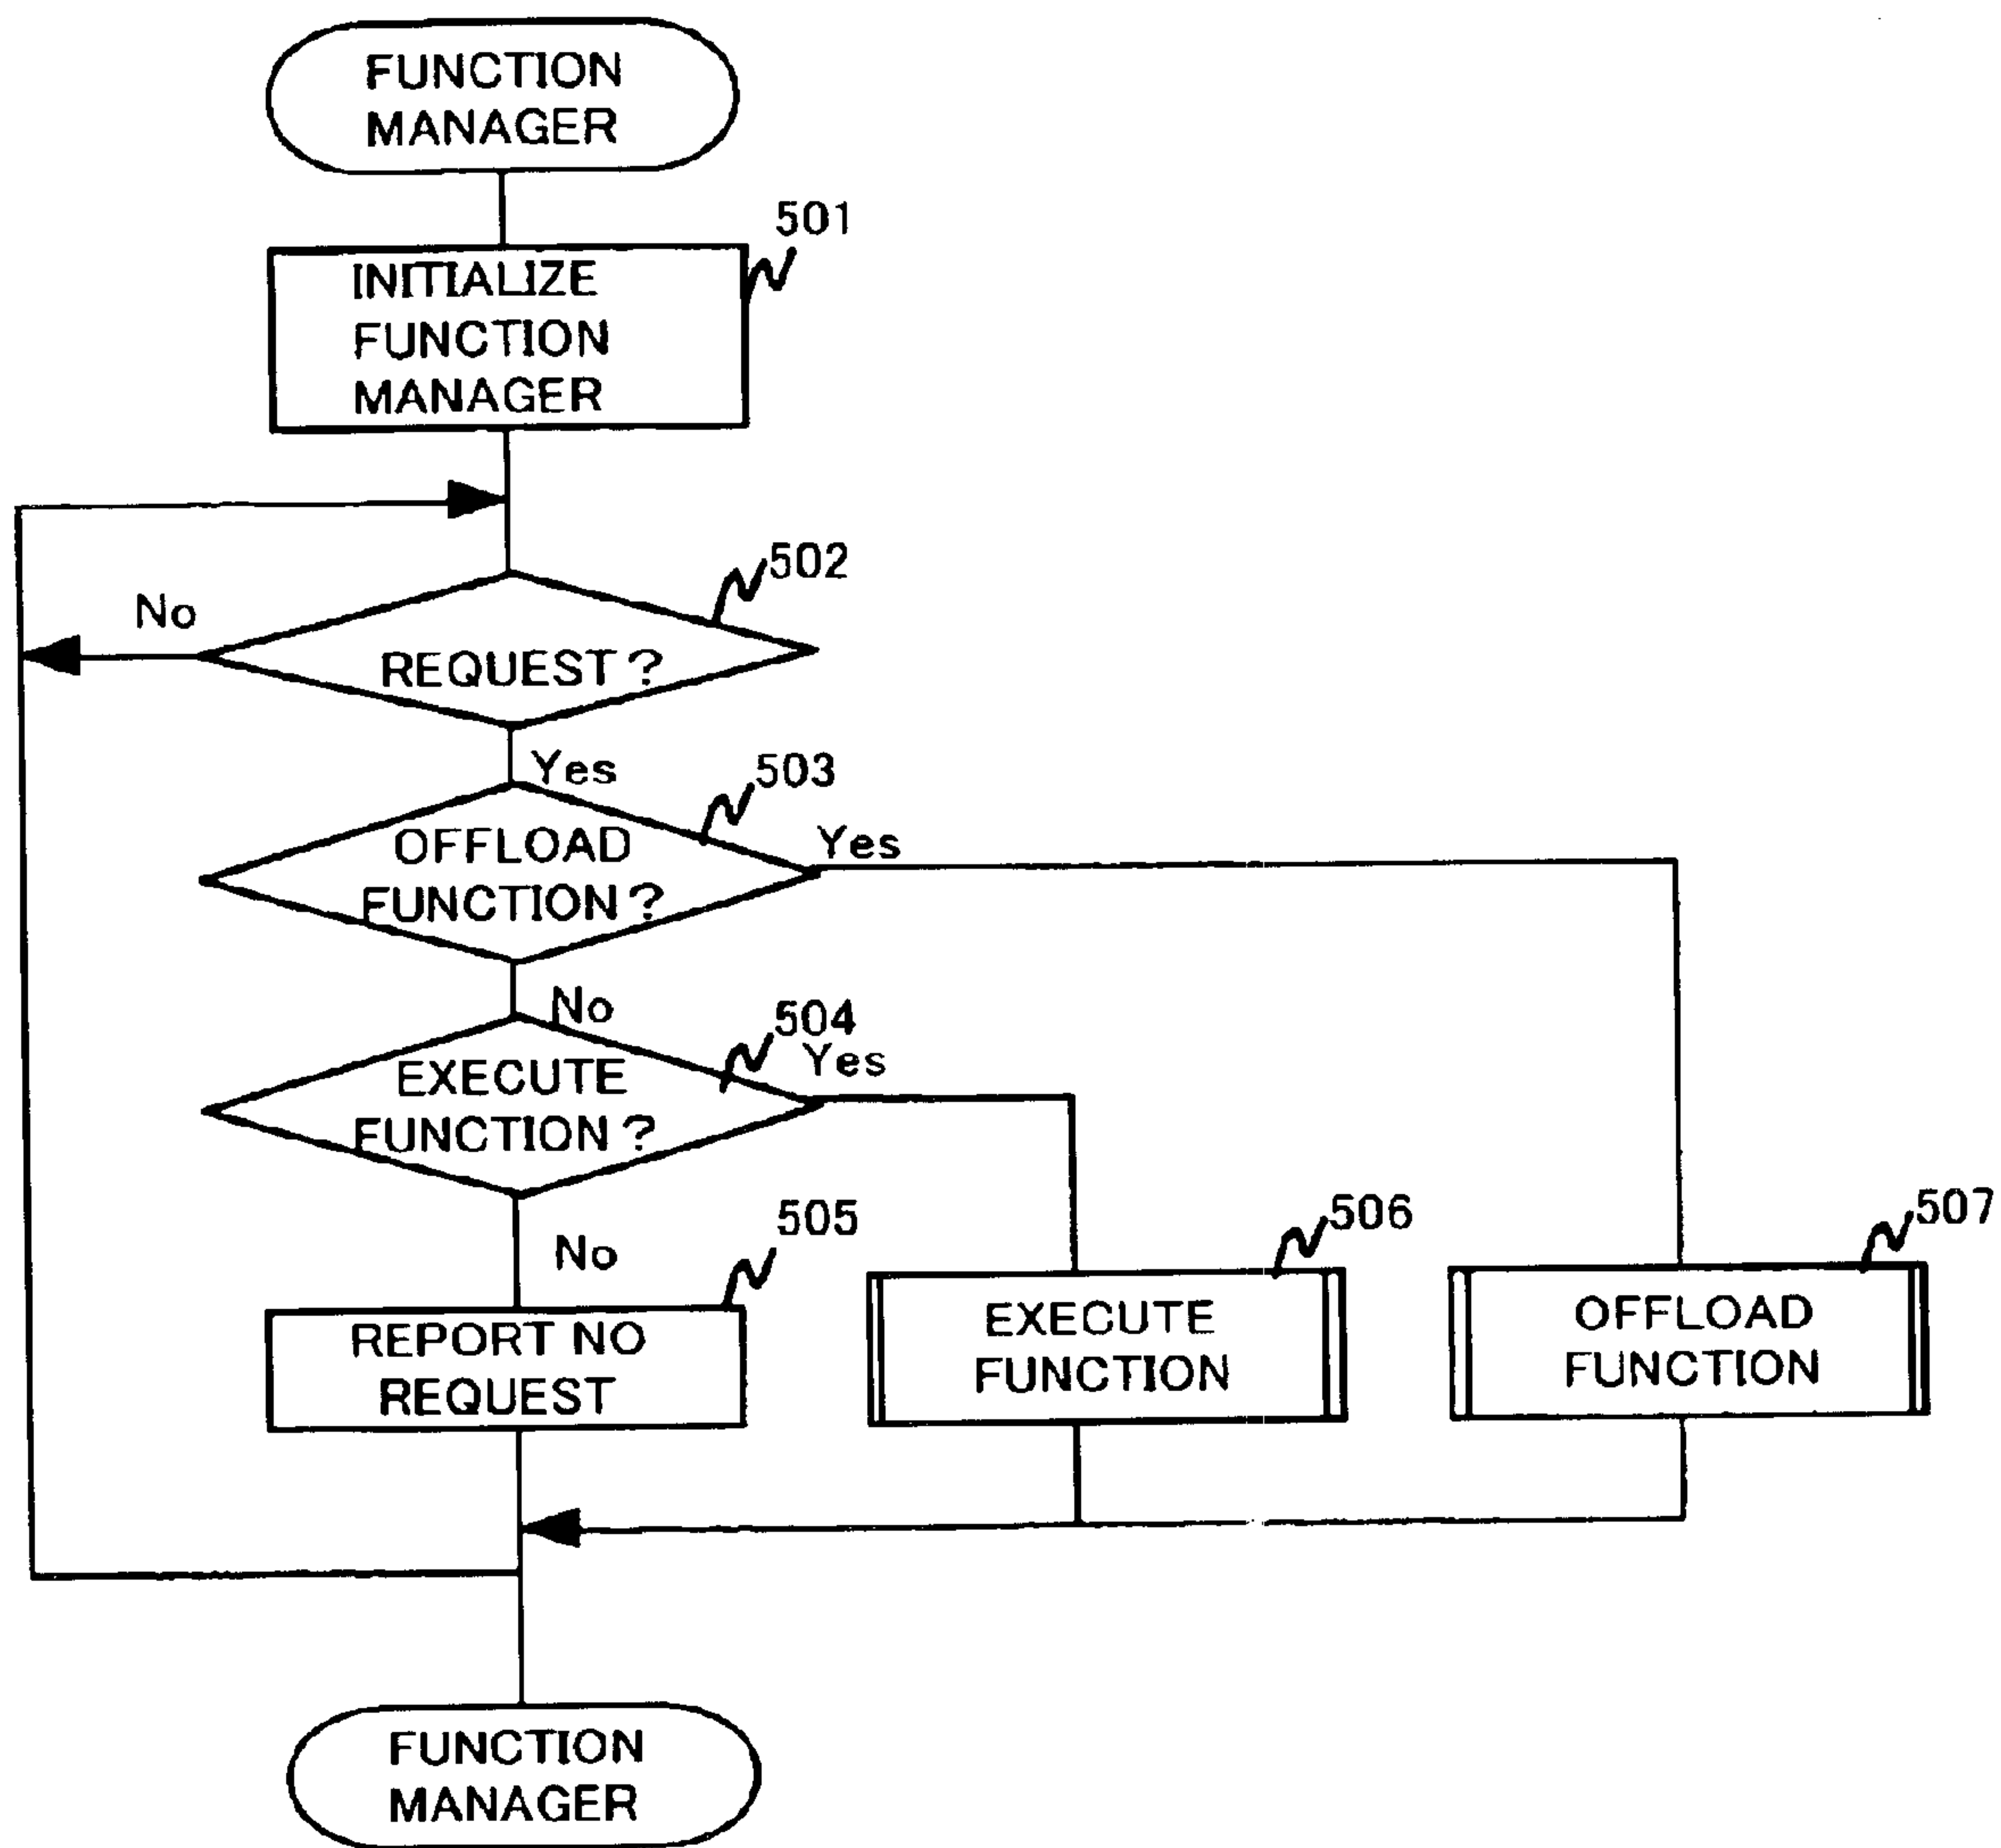 FUNCTION
MANAGER
501
INITIALIZE
FUNCTION
MANAGER
502
No
REQUEST?
Yes
503
OFFLOAD
FUNCTION?
Yes
No
504
EXECUTE
FUNCTION?
Yes
No
505
REPORT NO
REQUEST
506
EXECUTE
FUNCTION
507
OFFLOAD
FUNCTION
FUNCTION
MANAGER